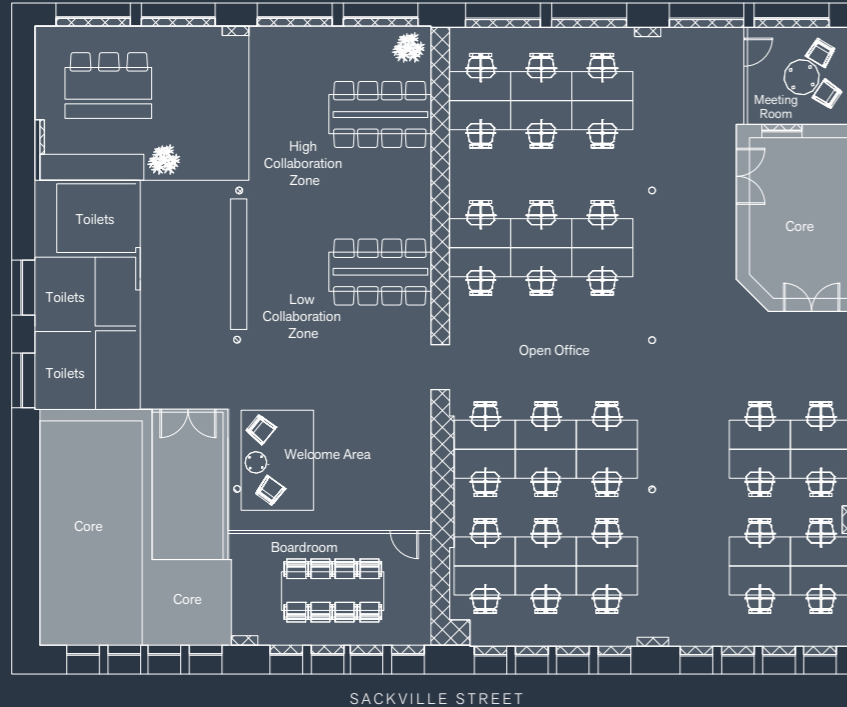 Meeting
Room
High
Collaboration
Zone
Toilets
Core
Toilets
Low
Collaboration
Zone
Open Office
Toilets
Welcome Area
Core
Boardroom
Core
SACKVILLE STREET